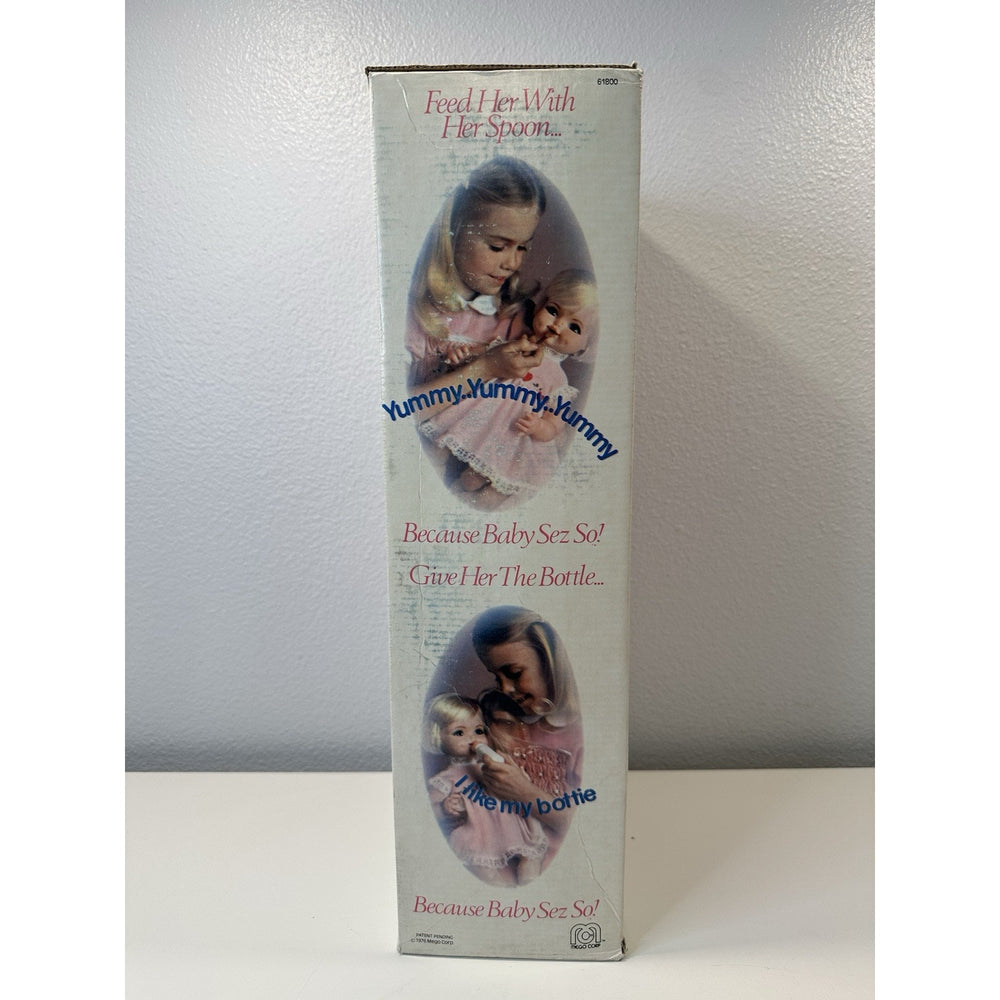 61800
Feed Her With
Her Spoon...
Yummy..Yummy..Yummy
Because Baby Sez So!
Give Her The Bottle...
I like my bottle
Because Baby Sez So!
PATENT PENDING
© 1976 Mego Corp.
MEGO CORP